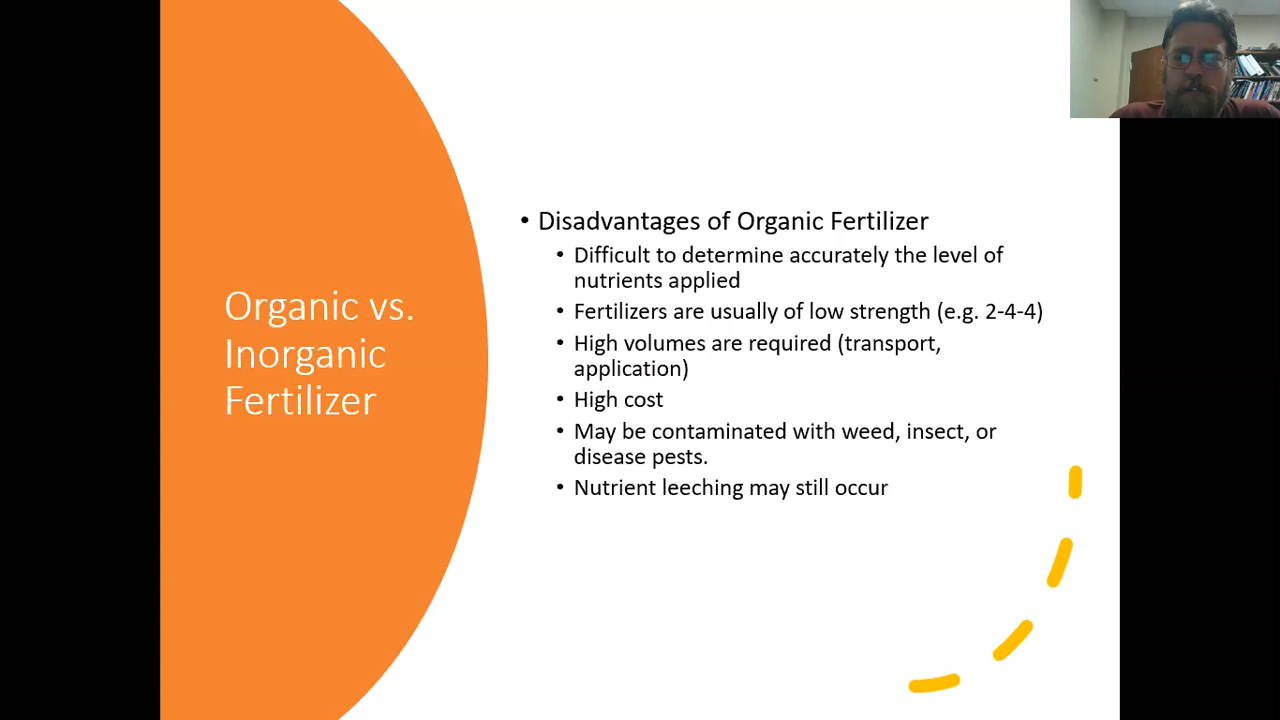 Organic vs.
Inorganic
Fertilizer
• Disadvantages of Organic Fertilizer
• Difficult to determine accurately the level of
nutrients applied
• Fertilizers are usually of low strength (e.g. 2-4-4)
• High volumes are required (transport,
application)
• High cost
• May be contaminated with weed, insect, or
disease pests.
• Nutrient leeching may still occur